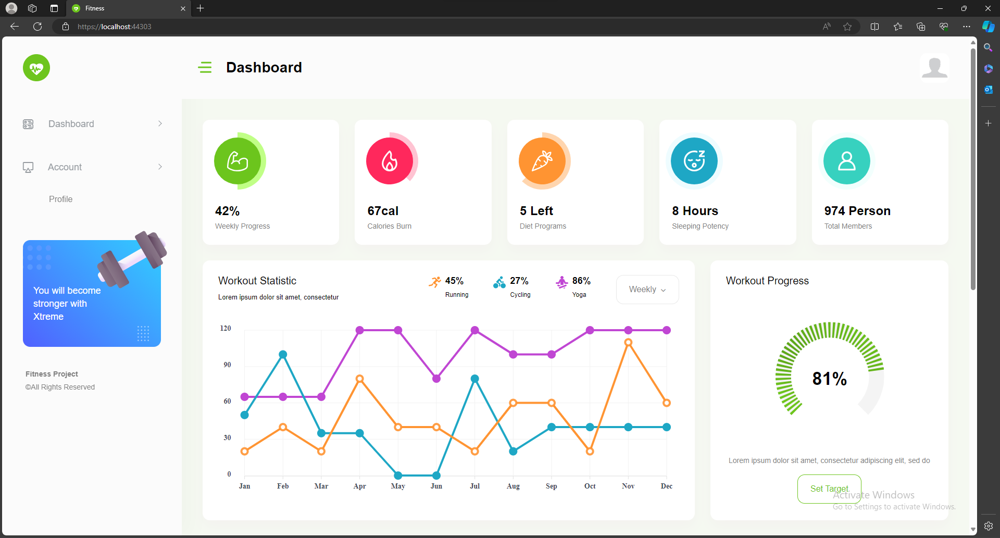 Fitness
https://localhost:44303
Dashboard
Dashboard
Account
Profile
You will become
stronger with
Xtreme
Fitness Project
©All Rights Reserved
42%
Weekly Progress
67cal
Calories Burn
5 Left
Diet Programs
8 Hours
Sleeping Potency
974 Person
Total Members
Workout Statistic
Lorem ipsum dolor sit amet, consectetur
45%
Running
27%
Cycling
86%
Yoga
Weekly
120
90
60
30
0
Jan Feb Mar Apr May Jun Jul Aug Sep Oct Nov Dec
Workout Progress
81%
Lorem ipsum dolor sit amet, consectetur adipiscing elit, sed do
Set Target
Activate Windows
Go to Settings to activate Windows.